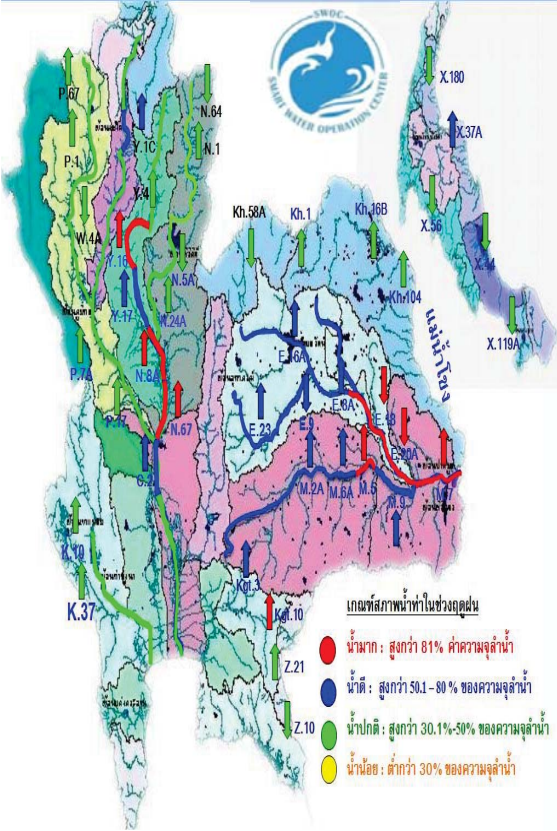 SWOC
SMART WATER OPERATION CENTER
P.67
N.64
Y.1C
N.1
P.1
Y.4
W.4A
Y.16
N.5A
Y.17
N.24A
P.7A
N.8A
P.17
N.67
C.2
K.10
K.37
Kh.58A
Kh.1
Kh.16B
Kh.104
แม่น้ำโขง
E.16A
E.8A
E.23
E.9
E.18
E.20A
M.2A
M.6A
M.5
M.9
M.7
Kgt.3
Kgt.10
Z.21
Z.10
X.180
X.37A
X.56
X.44
X.119A
เกณฑ์สภาพน้ำท่าในช่วงฤดูฝน
น้ำมาก : สูงกว่า 81% ค่าความจุลำน้ำ
น้ำดี : สูงกว่า 50.1 – 80 % ของความจุลำน้ำ
น้ำปกติ : สูงกว่า 30.1%-50% ของความจุลำน้ำ
น้ำน้อย : ต่ำกว่า 30% ของความจุลำน้ำ